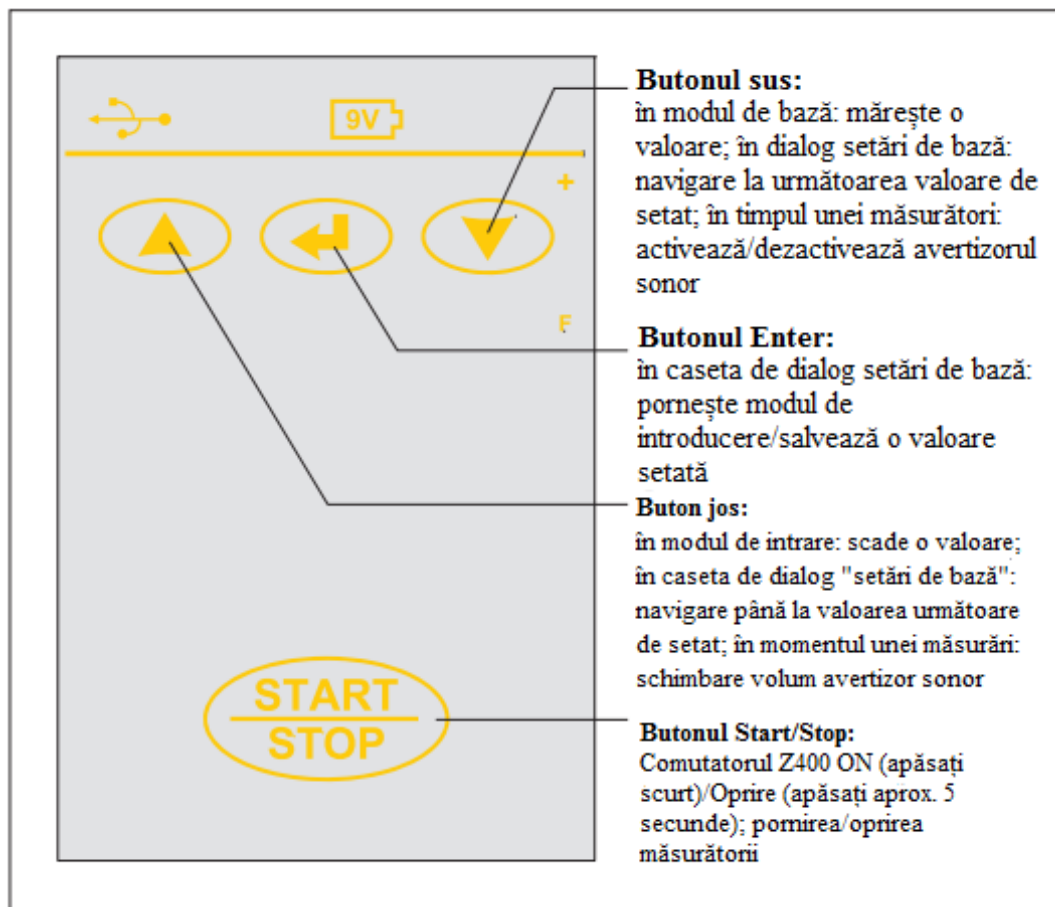 9V
+
F
START
STOP
Butonul sus:
în modul de bază: mărește o
valoare; în dialog setări de bază:
navigare la următoarea valoare de
setat; în timpul unei măsurători:
activează/dezactivează avertizorul
sonor
Butonul Enter:
în caseta de dialog setări de bază:
pornește modul de
introducere/salvează o valoare
setată
Buton jos:
în modul de intrare: scade o valoare;
în caseta de dialog "setări de bază":
navigare până la valoarea următoare
de setat; în momentul unei măsurări:
schimbare volum avertizor sonor
Butonul Start/Stop:
Comutatorul Z400 ON (apăsați
scurt)/Oprire (apăsați aprox. 5
secunde); pornirea/oprirea
măsurătorii